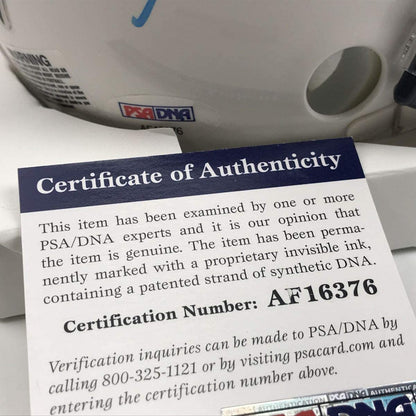 WARNING
PSA/DNA
Certificate of Authenticity
This item has been examined by one or more
PSA/DNA experts and it is our opinion that
the item is genuine. The item has been perma-
nently marked with a proprietary invisible ink,
containing a patented strand of synthetic DNA.
Certification Number: AF16376
Verification inquiries can be made to PSA/DNA by
calling 800-325-1121 or by visiting psacard.com and
entering the certification number above.